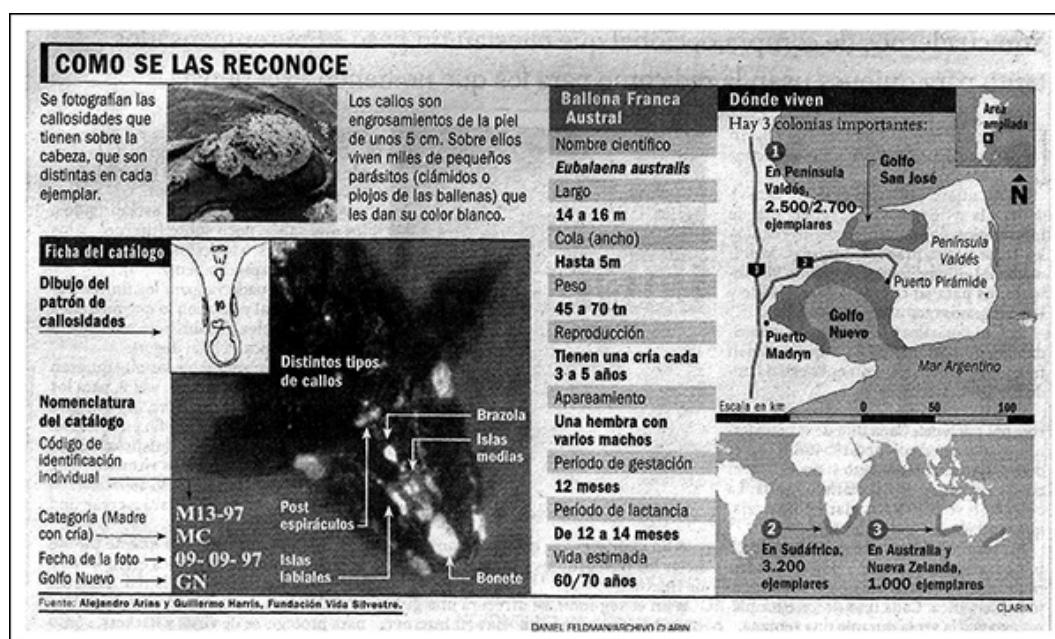 COMO SE LAS RECONOCE
Se fotografían las
callosidades que
tienen sobre la
cabeza, que son
distintas en cada
ejemplar.
Los callos son
engrosamientos de la piel
de unos 5 cm. Sobre ellos
viven miles de pequeños
parásitos (clámidos o
piojos de las ballenas) que
les dan su color blanco.
Ficha del catálogo
Dibujo del
patrón de
callosidades
Nomenclatura
del catálogo
Código de
identificación
individual
Categoría (Madre
con cría)
Fecha de la foto
Golfo Nuevo
M13-97
MC
09- 09- 97
GN
Distintos tipos
de callos
Brazola
Islas
medias
Post
espiráculos
Islas
labiales
Bonete
Ballena Franca
Austral
Nombre científico
Eubalaena australis
Largo
14 a 16 m
Cola (ancho)
Hasta 5m
Peso
45 a 70 tn
Reproducción
Tienen una cría cada
3 a 5 años
Apareamiento
Una hembra con
varios machos
Período de gestación
12 meses
Período de lactancia
De 12 a 14 meses
Vida estimada
60/70 años
Dónde viven
Hay 3 colonias importantes:
Area
ampliada
1
En Península
Valdés,
2.500/2.700
ejemplares
Golfo
San José
N
Península
Valdés
3
2
Puerto Pirámide
Golfo
Nuevo
Puerto
Madryn
Mar Argentino
Escala en km
0 50 100
2
En Sudáfrico,
3.200
ejemplares
3
En Australia y
Nueva Zelanda,
1.000 ejemplares
Fuente: Alejandro Arias y Guillermo Harris, Fundación Vida Silvestre.
CLARIN
DANIEL FELDMAN/ARCHIVO CLARIN